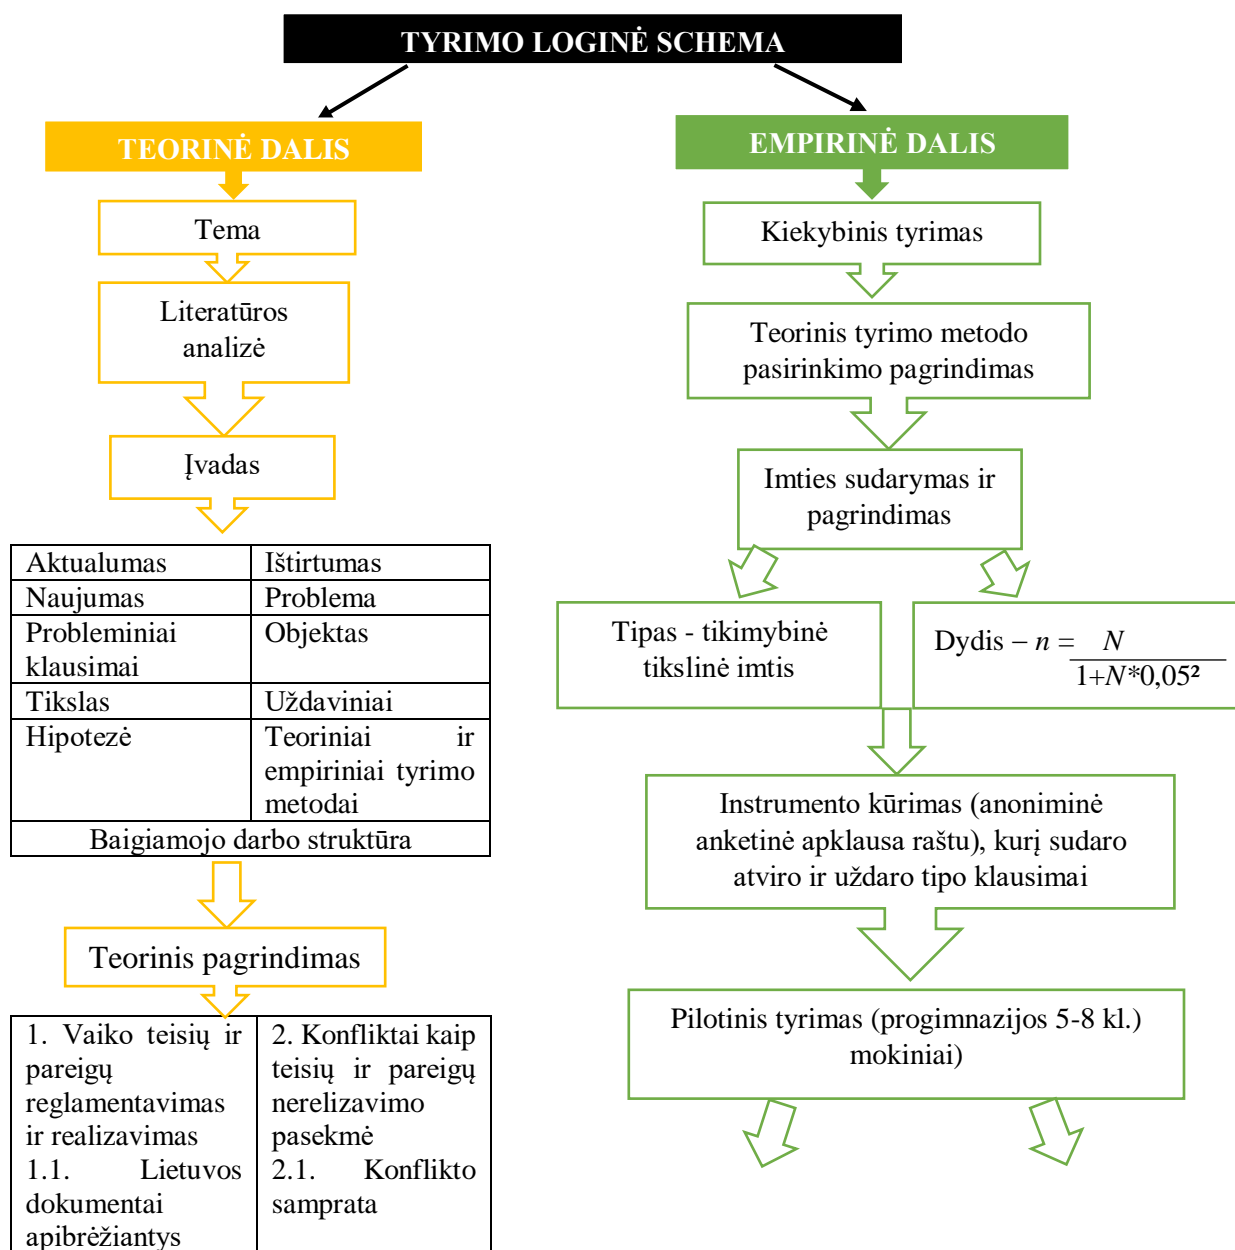 TYRIMO LOGINĖ SCHEMA
TEORINĖ DALIS
Tema
Literatūros
analizė
Įvadas
Aktualumas
Ištirtumas
Naujumas
Problema
Probleminiai
klausimai
Objektas
Tikslas
Uždaviniai
Hipotezė
Teoriniai ir
empiriniai tyrimo
metodai
Baigiamojo darbo struktūra
Teorinis pagrindimas
1. Vaiko teisių ir
pareigų
reglamentavimas
ir realizavimas
1.1. Lietuvos
dokumentai
apibrėžiantys
2. Konfliktai kaip
teisių ir pareigų
nerelizavimo
pasekmė
2.1. Konflikto
samprata
EMPIRINĖ DALIS
Kiekybinis tyrimas
Teorinis tyrimo metodo
pasirinkimo pagrindimas
Imties sudarymas ir
pagrindimas
Tipas - tikimybinė
tikslinė imtis
Dydis – n = N
1+N*0,05²
Instrumento kūrimas (anoniminė
anketinė apklausa raštu), kurį sudaro
atviro ir uždaro tipo klausimai
Pilotinis tyrimas (progimnazijos 5-8 kl.)
mokiniai)